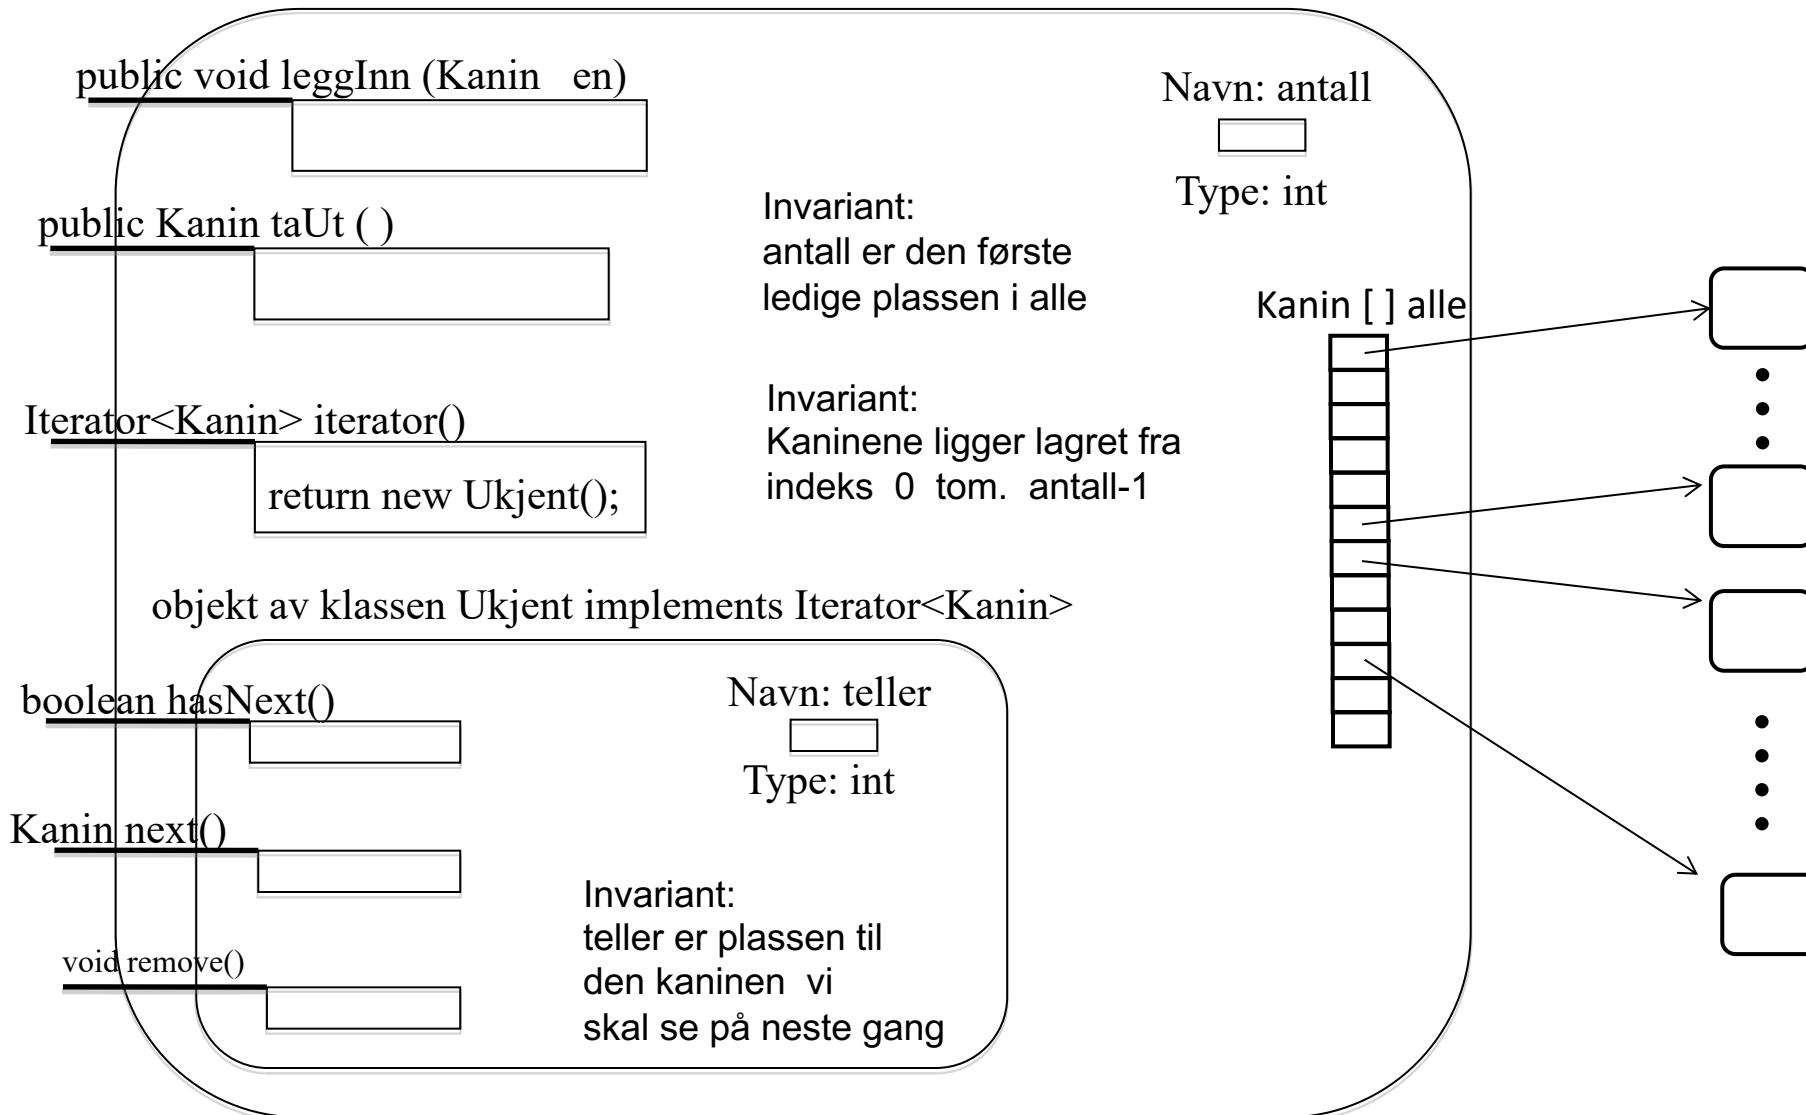 public void leggInn (Kanin en)
Navn: antall
Type: int
public Kanin taUt ( )
Invariant:
antall er den første
ledige plassen i alle
Kanin [ ] alle
Iterator<Kanin> iterator()
return new Ukjent();
Invariant:
Kaninene ligger lagret fra
indeks 0 tom. antall-1
objekt av klassen Ukjent implements Iterator<Kanin>
boolean hasNext()
Navn: teller
Type: int
Kanin next()
void remove()
Invariant:
teller er plassen til
den kaninen vi
skal se på neste gang